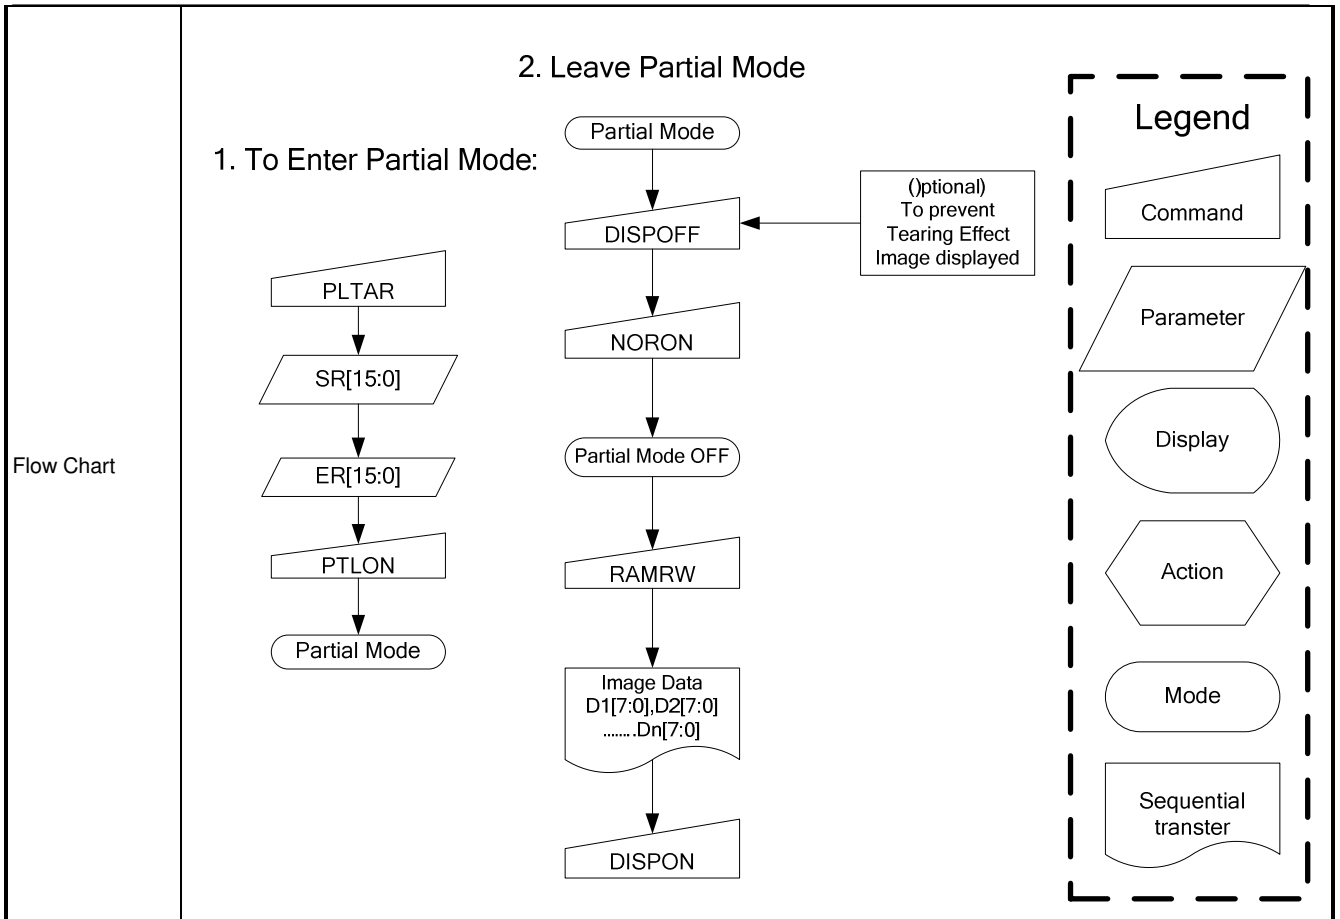 Flow Chart
1. To Enter Partial Mode:
PLTAR
SR[15:0]
ER[15:0]
PTLON
Partial Mode
2. Leave Partial Mode
Partial Mode
DISPOFF
()ptional)
To prevent
Tearing Effect
Image displayed
NORON
Partial Mode OFF
RAMRW
Image Data
D1[7:0],D2[7:0]
........Dn[7:0]
DISPON
Legend
Command
Parameter
Display
Action
Mode
Sequential
transter